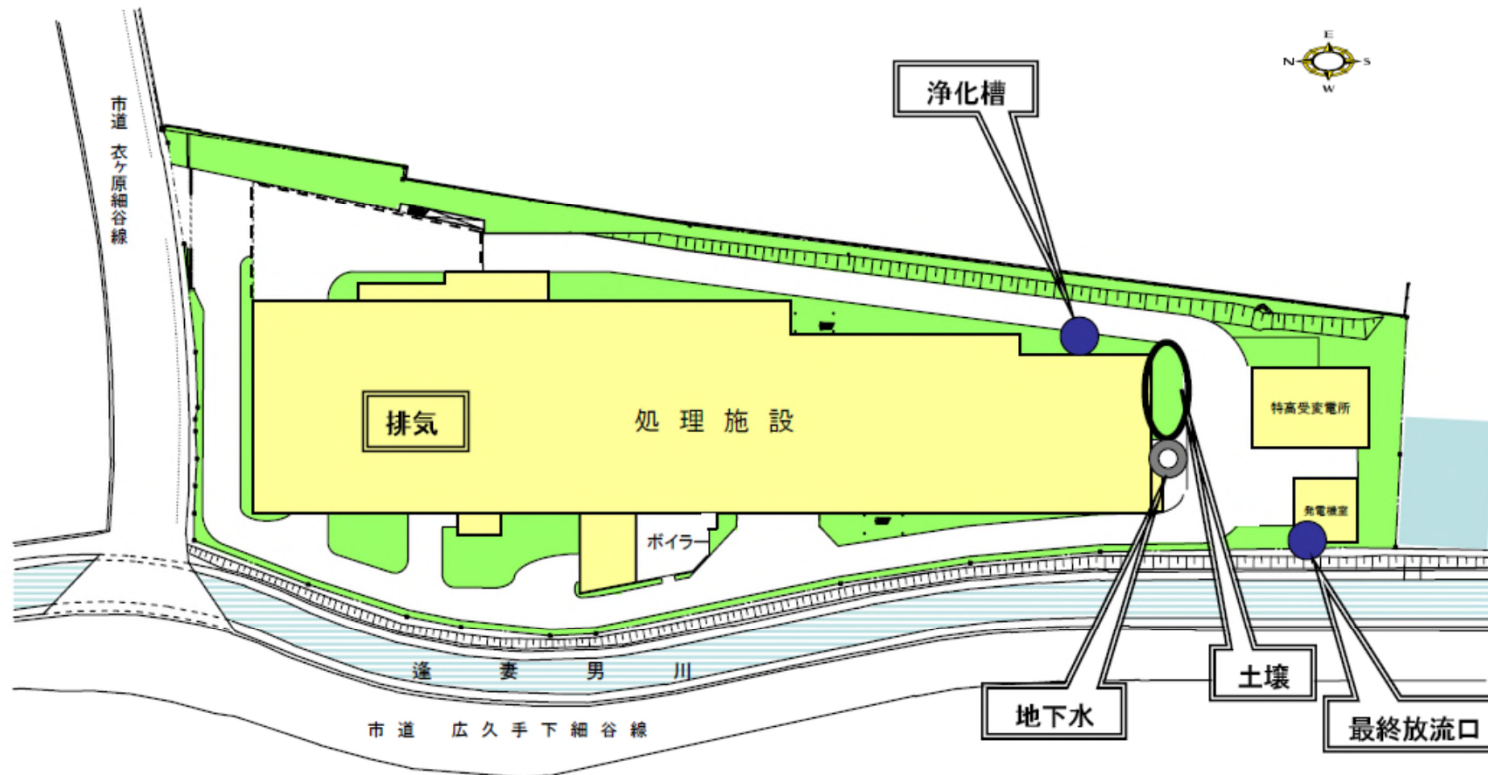 E
N
S
W
浄化槽
市道 衣ヶ原細谷線
排気
処理施設
特高受変電所
発電機室
ボイラー
逢妻男川
土壌
地下水
最終放流口
市道 広久手下細谷線